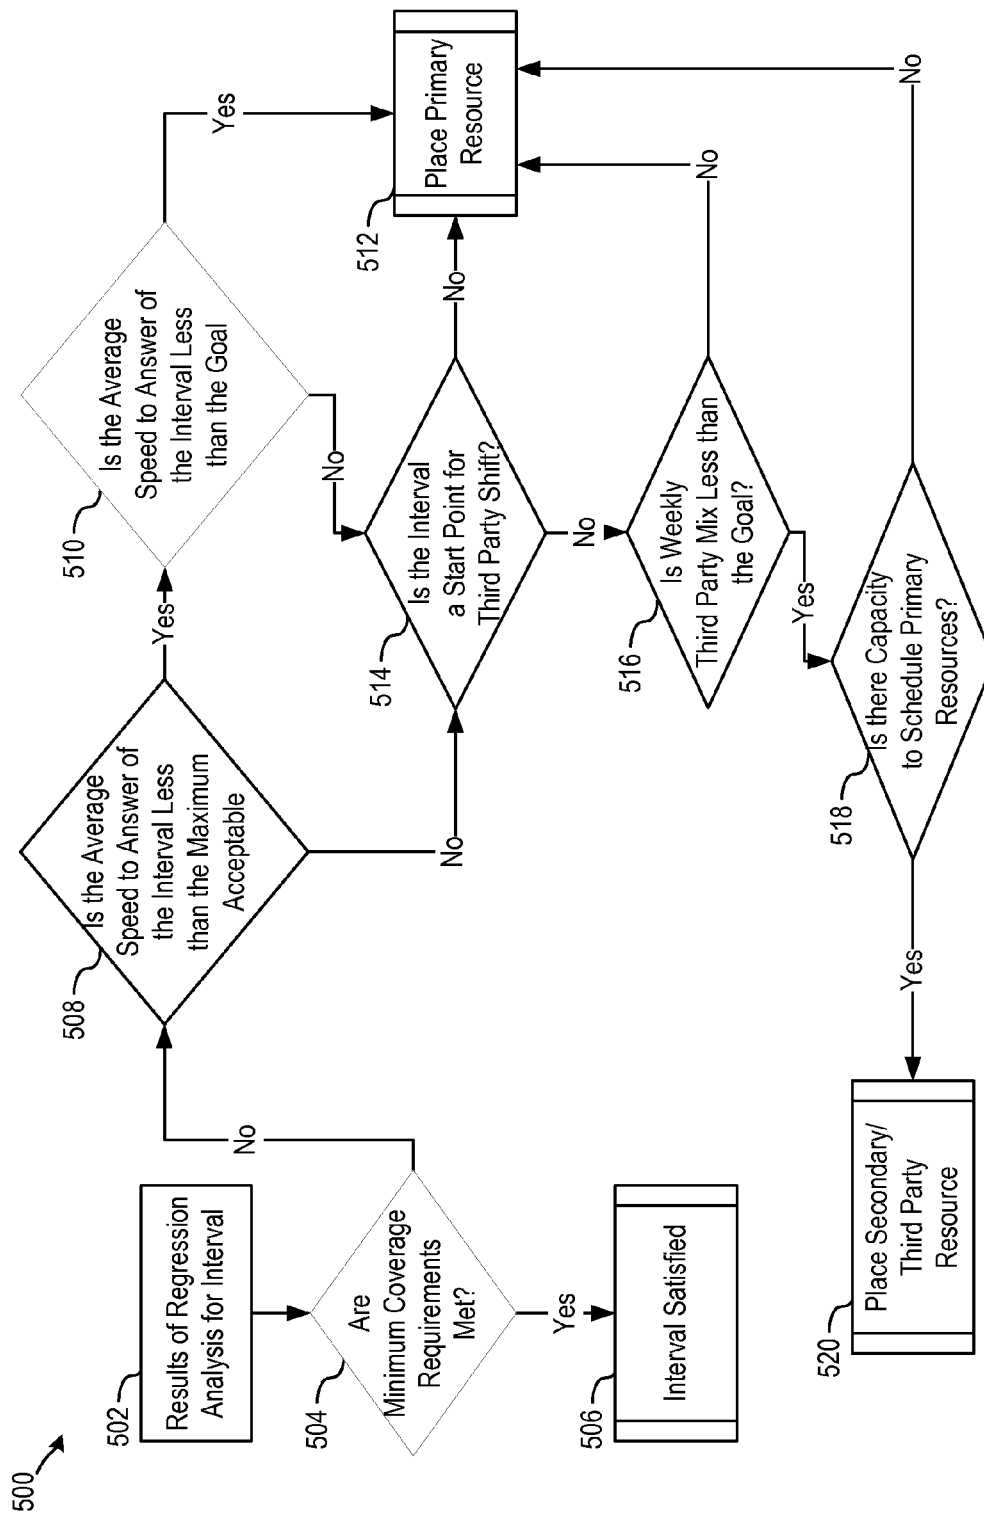 500
502
Results of Regression
Analysis for Interval
504
Are
Minimum Coverage
Requirements
Met?
Yes
506
Interval Satisfied
No
508
Is the Average
Speed to Answer of
the Interval Less
than the Maximum
Acceptable
Yes
No
510
Is the Average
Speed to Answer of
the Interval Less
than the Goal
Yes
No
512
Place Primary
Resource
514
Is the Interval
a Start Point for
Third Party Shift?
No
No
516
Is Weekly
Third Party Mix Less than
the Goal?
No
Yes
518
Is there Capacity
to Schedule Primary
Resources?
No
Yes
520
Place Secondary/
Third Party
Resource